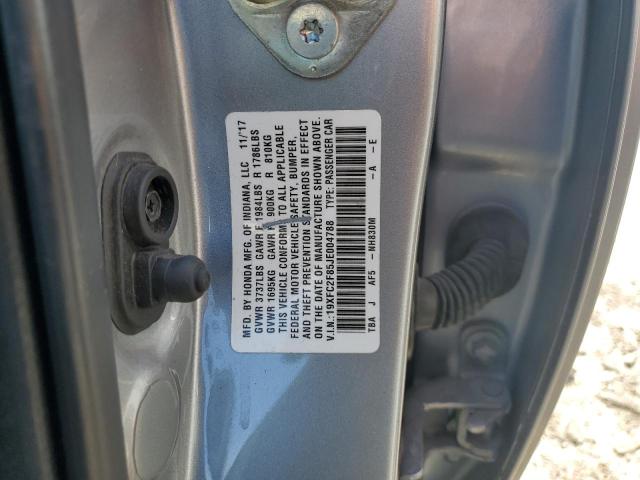 MFD. BY HONDA MFG. OF INDIANA, LLC 11/'17
GVWR 3737LBS GAWR F 1984LBS R 1786LBS
GVWR 1695KG GAWR F 900KG R 810KG
THIS VEHICLE CONFORMS TO ALL APPLICABLE
FEDERAL MOTOR VEHICLE SAFETY, BUMPER,
AND THEFT PREVENTION STANDARDS IN EFFECT
ON THE DATE OF MANUFACTURE SHOWN ABOVE.
V.I.N.:19XFC2F85JE004788 TYPE: PASSENGER CAR
TBA J AF5 -NH830M -A -E